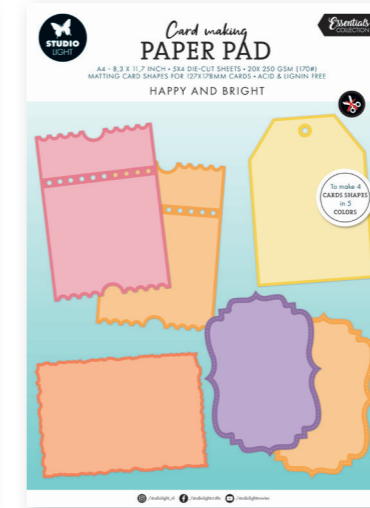 STUDIO
LIGHT
Card making
PAPER PAD
Essentials
COLLECTION
A4 - 8,3 X 11,7 INCH • 5X4 DIE-CUT SHEETS • 20X 250 GSM (170#)
MATTING CARD SHAPES FOR 127X178MM CARDS • ACID & LIGNIN FREE
HAPPY AND BRIGHT
To make 4
CARDS SHAPES
in 5
COLORS
/studiolight_nl